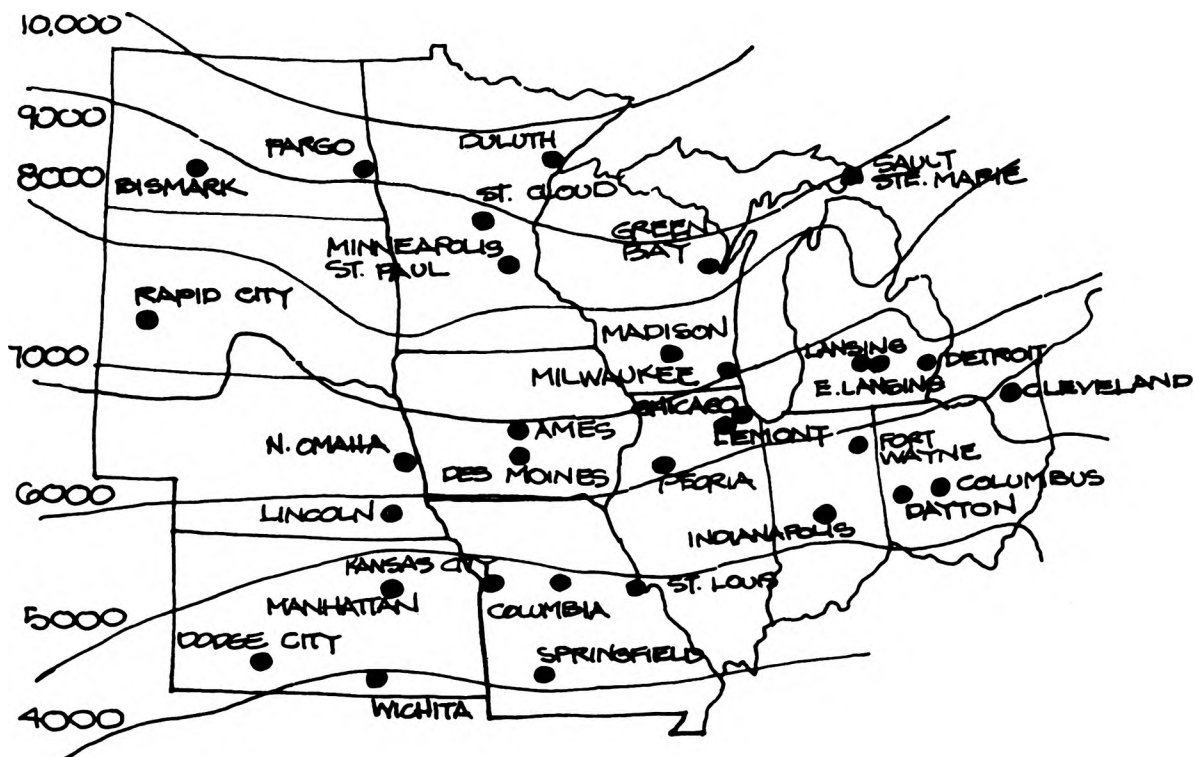 10,000
9000
FARGO
DULUTH
8000
BISMARK
ST. CLOUD
SAULT
STE. MARIE
GREEN
BAY
MINNEAPOLIS
ST. PAUL
RAPID CITY
MADISON
7000
LANSING
DETROIT
MILWAUKEE
E. LANSING
CLEVELAND
CHICAGO
AMES
LEMONT
N. OMAHA
FORT
WAYNE
DES MOINES
PEORIA
6000
COLUMBUS
DAYTON
LINCOLN
INDIANAPOLIS
KANSAS CITY
ST. LOUIS
MANHATTAN
COLUMBIA
5000
DODGE CITY
SPRINGFIELD
WICHITA
4000